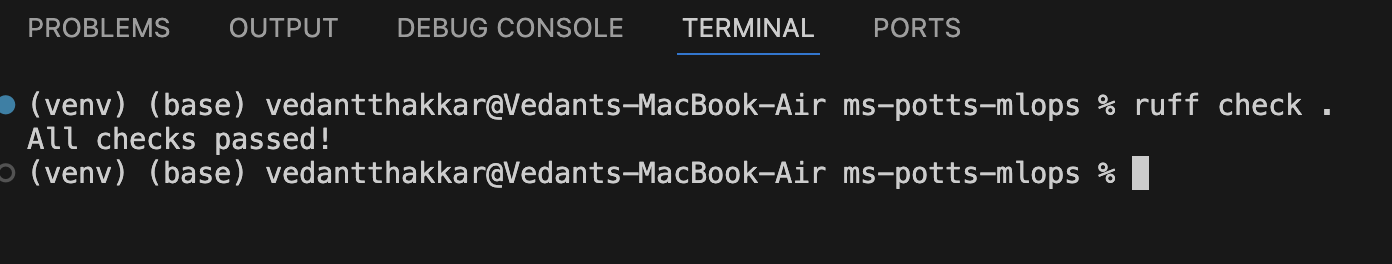 PROBLEMS OUTPUT DEBUG CONSOLE TERMINAL PORTS
(venv) (base) vedantthakkar@Vedants-MacBook-Air ms-potts-mlops % ruff check .
All checks passed!
(venv) (base) vedantthakkar@Vedants-MacBook-Air ms-potts-mlops %